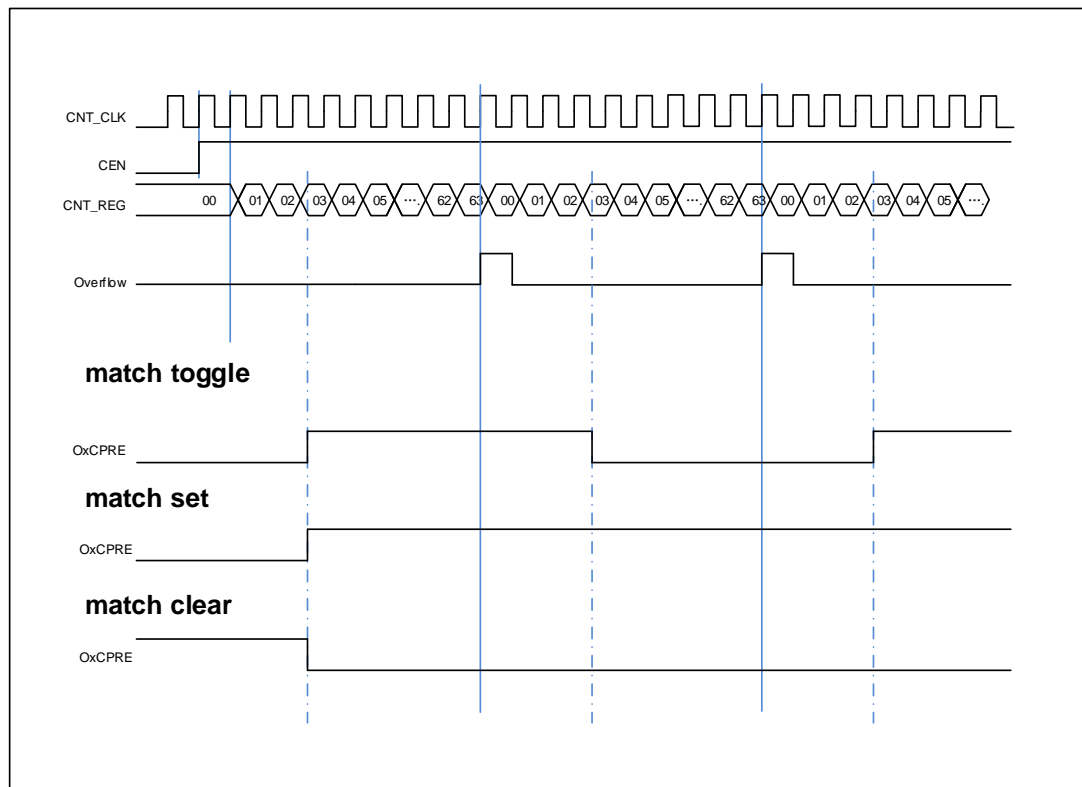 CNT_CLK
CEN
CNT_REG 00 01 02 03 04 05 ···. 62 63 00 01 02 03 04 05 ···. 62 63 00 01 02 03 04 05 ···.
Overflow
match toggle
OxCPRE
match set
OxCPRE
match clear
OxCPRE